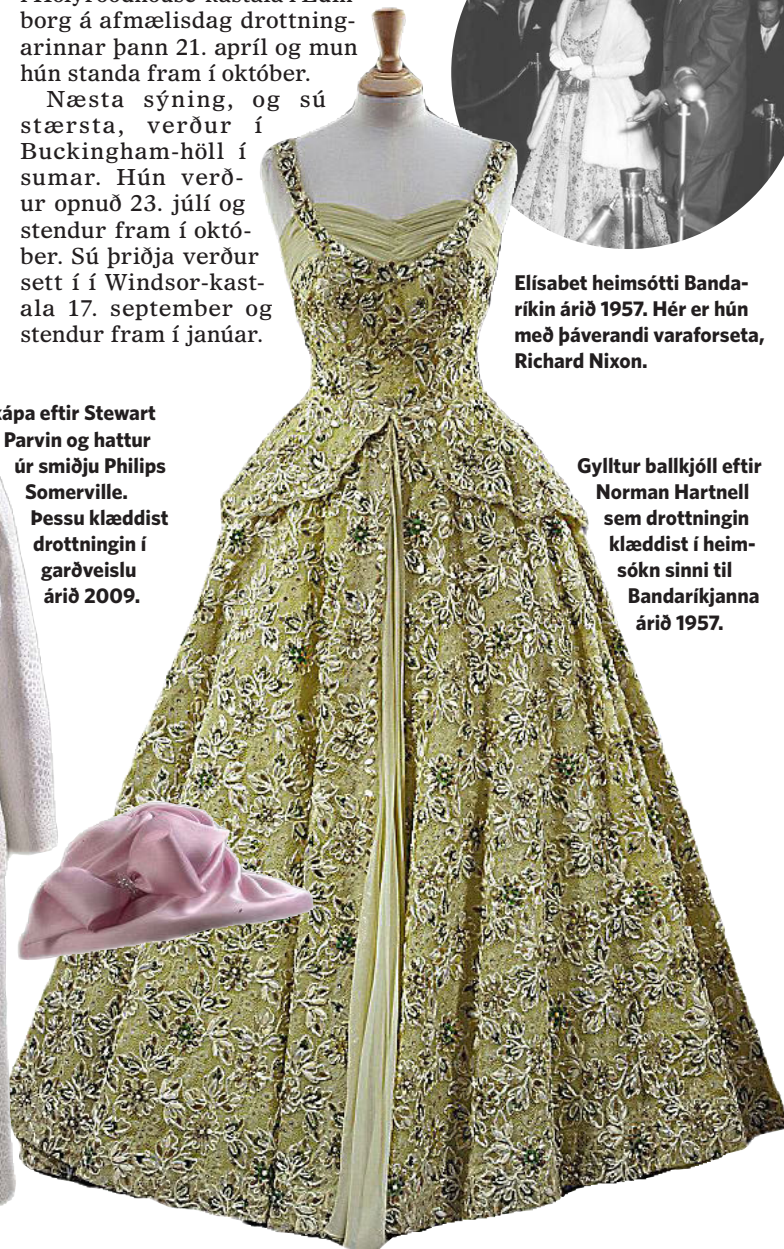 borg á afmælisdag drottning-
arinnar þann 21. apríl og mun
hún standa fram í október.
Næsta sýning, og sú
stærsta, verður í
Buckingham-höll í
sumar. Hún verð-
ur opnuð 23. júlí og
stendur fram í októ-
ber. Sú þriðja verður
sett í í Windsor-kast-
ala 17. september og
stendur fram í janúar.
Elísabet heimsótti Banda-
ríkin árið 1957. Hér er hún
með þáverandi varaforseta,
Richard Nixon.
eftir Stewart
Parvin og hattur
úr smiðju Philips
Somerville.
Þessu klæddist
drottningin í
garðveislu
árið 2009.
Gylltur ballkjóll eftir
Norman Hartnell
sem drottningin
klæddist í heim-
sókn sinni til
Bandaríkjanna
árið 1957.